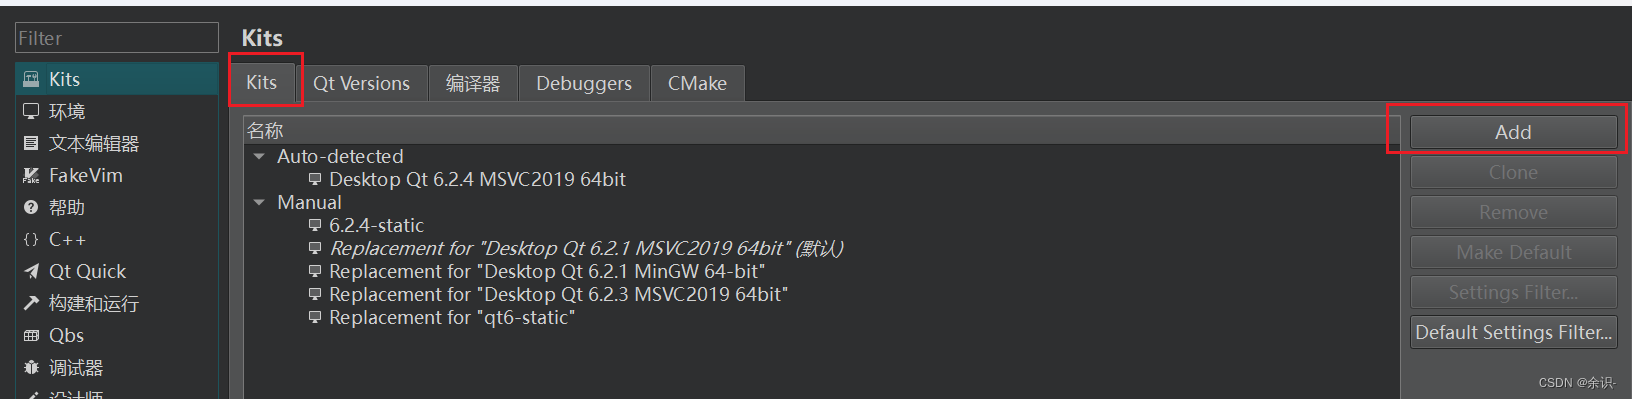 Filter
Kits
环境
文本编辑器
FakeVim
帮助
C++
Qt Quick
构建和运行
Qbs
调试器
Kits
Kits Qt Versions 编译器 Debuggers CMake
名称
Auto-detected
Desktop Qt 6.2.4 MSVC2019 64bit
Manual
6.2.4-static
Replacement for "Desktop Qt 6.2.1 MSVC2019 64bit" (默认)
Replacement for "Desktop Qt 6.2.1 MinGW 64-bit"
Replacement for "Desktop Qt 6.2.3 MSVC2019 64bit"
Replacement for "qt6-static"
Add
Clone
Remove
Make Default
Settings Filter...
Default Settings Filter...
CSDN @余识-